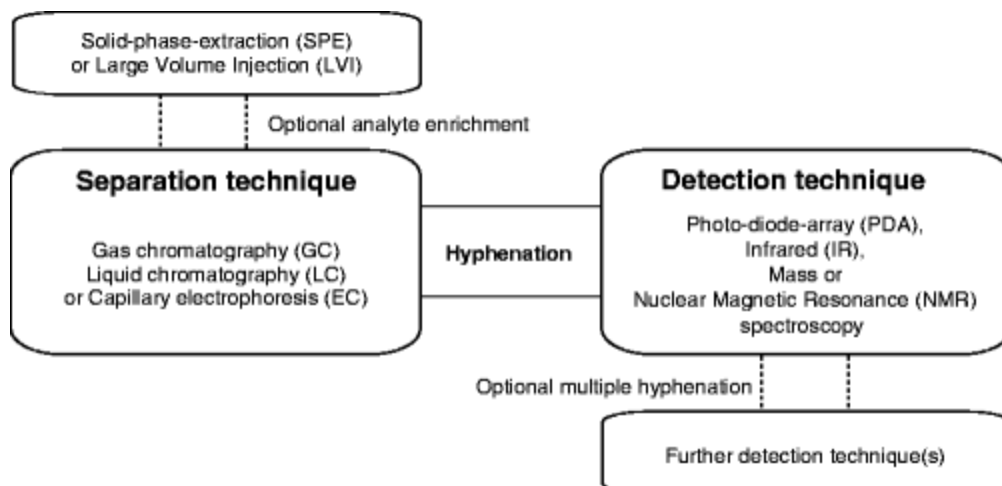 Solid-phase-extraction (SPE)
or Large Volume Injection (LVI)
Optional analyte enrichment
Separation technique
Gas chromatography (GC)
Liquid chromatography (LC)
or Capillary electrophoresis (EC)
Hyphenation
Detection technique
Photo-diode-array (PDA),
Infrared (IR),
Mass or
Nuclear Magnetic Resonance (NMR)
spectroscopy
Optional multiple hyphenation
Further detection technique(s)